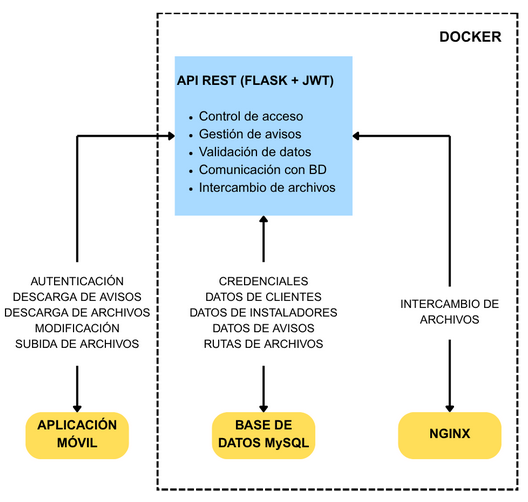 DOCKER
API REST (FLASK + JWT)
• Control de acceso
• Gestión de avisos
• Validación de datos
• Comunicación con BD
• Intercambio de archivos
AUTENTICACIÓN
DESCARGA DE AVISOS
DESCARGA DE ARCHIVOS
MODIFICACIÓN
SUBIDA DE ARCHIVOS
CREDENCIALES
DATOS DE CLIENTES
DATOS DE INSTALADORES
DATOS DE AVISOS
RUTAS DE ARCHIVOS
INTERCAMBIO DE
ARCHIVOS
APLICACIÓN
MÓVIL
BASE DE
DATOS MySQL
NGINX